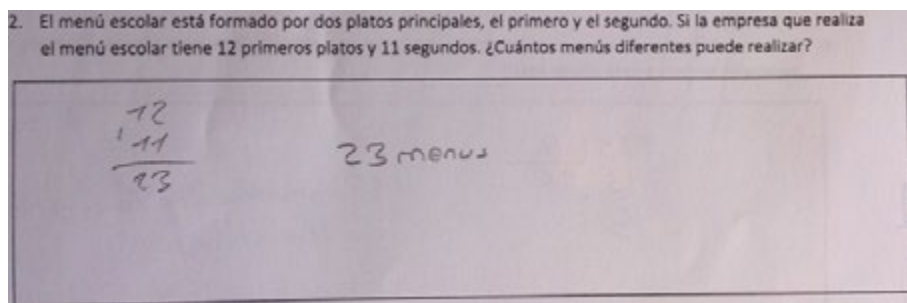 2. El menú escolar está formado por dos platos principales, el primero y el segundo. Si la empresa que realiza
el menú escolar tiene 12 primeros platos y 11 segundos. ¿Cuántos menús diferentes puede realizar?
12
11
23
23 menus